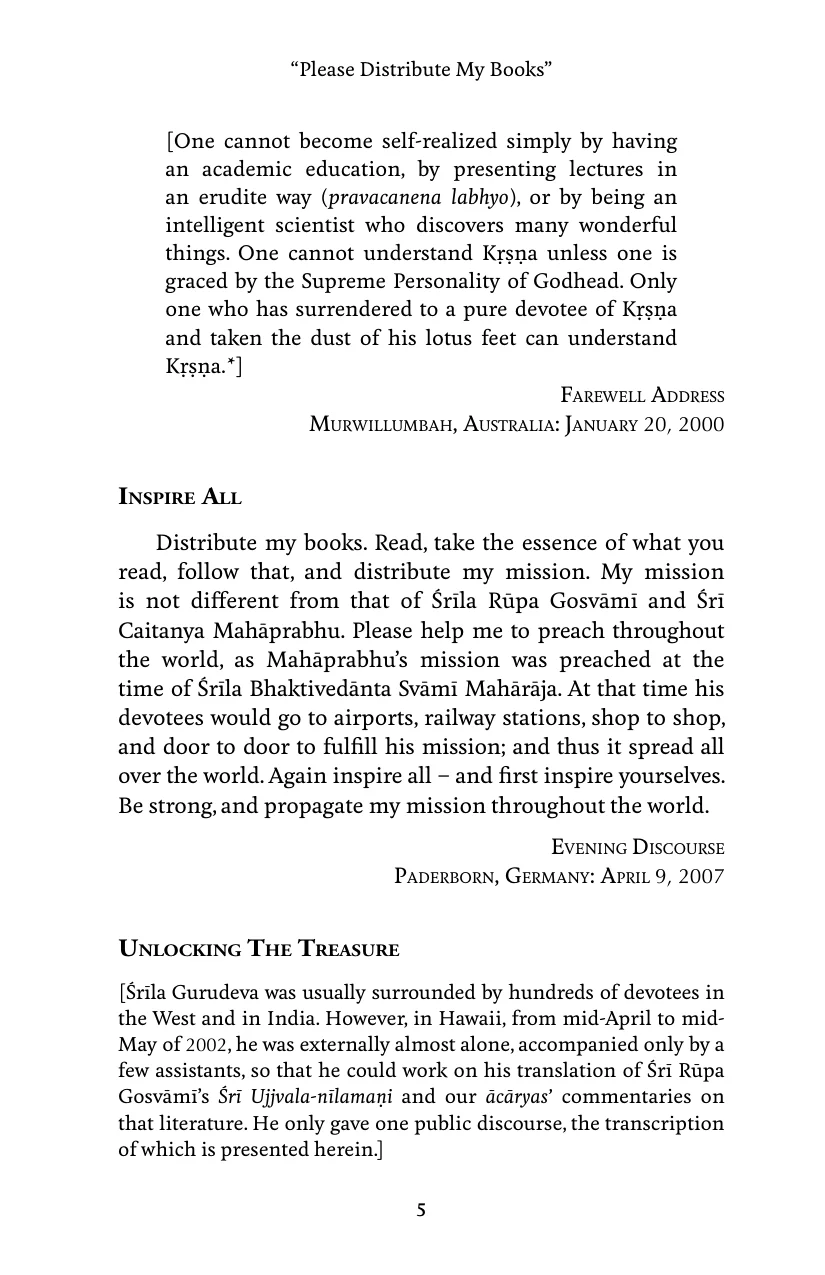 “Please Distribute My Books”
[One cannot become self-realized simply by having
an academic education, by presenting lectures in
an erudite way (pravacanena labhyo), or by being an
intelligent scientist who discovers many wonderful
things. One cannot understand Kṛṣṇa unless one is
graced by the Supreme Personality of Godhead. Only
one who has surrendered to a pure devotee of Kṛṣṇa
and taken the dust of his lotus feet can understand
Kṛṣṇa.*]
Farewell Address
Murwillumbah, Australia: January 20, 2000
Inspire All
Distribute my books. Read, take the essence of what you
read, follow that, and distribute my mission. My mission
is not different from that of Śrīla Rūpa Gosvāmī and Śrī
Caitanya Mahāprabhu. Please help me to preach throughout
the world, as Mahāprabhu’s mission was preached at the
time of Śrīla Bhaktivedānta Svāmī Mahārāja. At that time his
devotees would go to airports, railway stations, shop to shop,
and door to door to fulfill his mission; and thus it spread all
over the world. Again inspire all – and first inspire yourselves.
Be strong, and propagate my mission throughout the world.
Evening Discourse
Paderborn, Germany: April 9, 2007
Unlocking The Treasure
[Śrīla Gurudeva was usually surrounded by hundreds of devotees in
the West and in India. However, in Hawaii, from mid-April to mid-
May of 2002, he was externally almost alone, accompanied only by a
few assistants, so that he could work on his translation of Śrī Rūpa
Gosvāmī’s Śrī Ujjvala-nīlamaṇi and our ācāryas’ commentaries on
that literature. He only gave one public discourse, the transcription
of which is presented herein.]
5